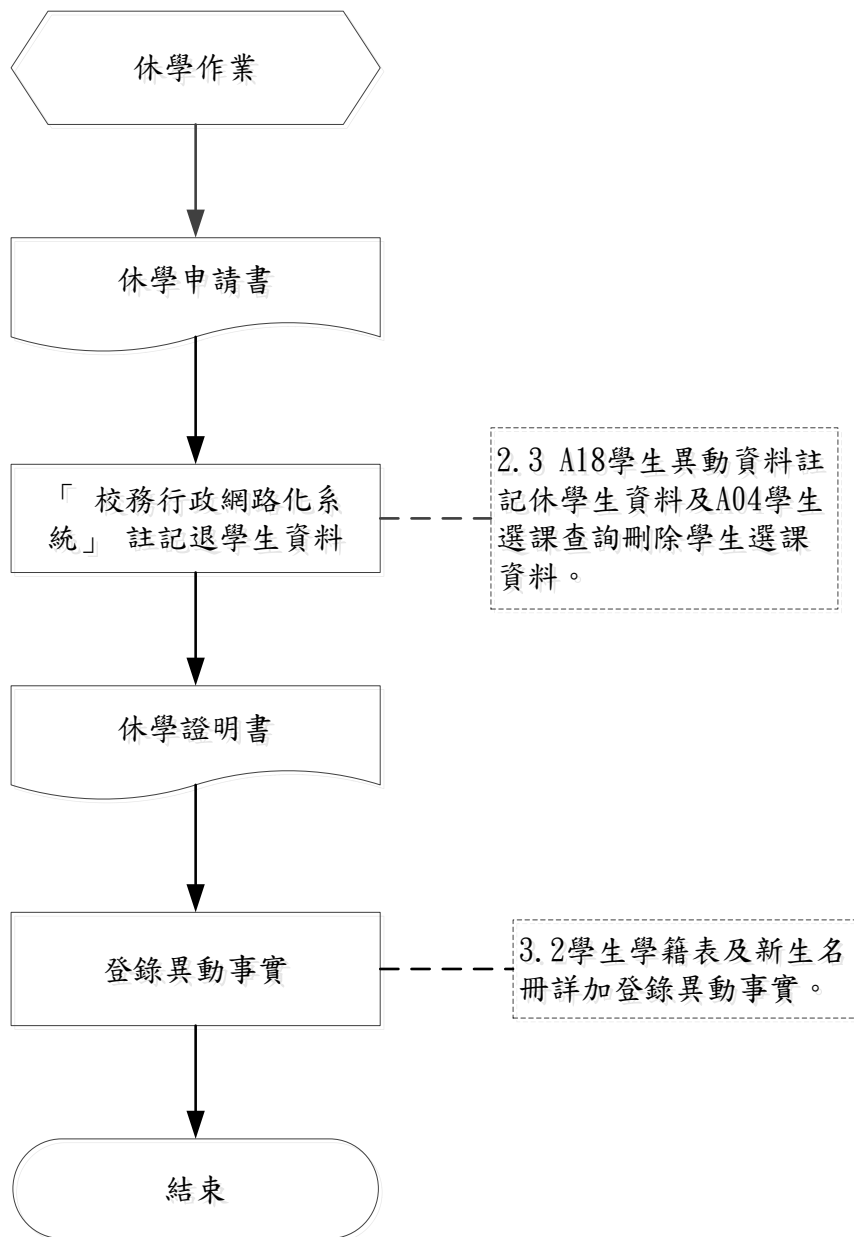 休學作業
休學申請書
「 校務行政網路化系
統」 註記退學生資料
2.3 A18學生異動資料註
記休學生資料及A04學生
選課查詢刪除學生選課
資料。
休學證明書
登錄異動事實
3.2學生學籍表及新生名
冊詳加登錄異動事實。
結束